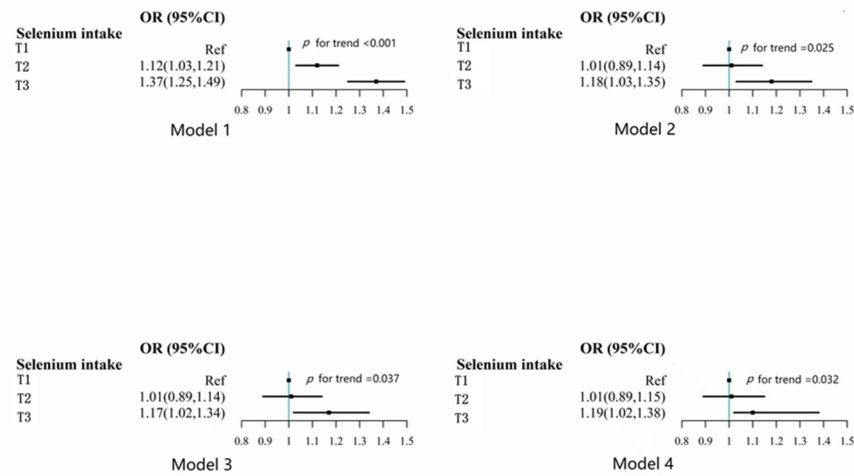 OR (95%CI)
Selenium intake
T1 Ref p for trend <0.001
T2 1.12(1.03,1.21)
T3 1.37(1.25,1.49)
0.8 0.9 1 1.1 1.2 1.3 1.4 1.5
Model 1
OR (95%CI)
Selenium intake
T1 Ref p for trend =0.025
T2 1.01(0.89,1.14)
T3 1.18(1.03,1.35)
0.8 0.9 1 1.1 1.2 1.3 1.4 1.5
Model 2
OR (95%CI)
Selenium intake
T1 Ref p for trend =0.037
T2 1.01(0.89,1.14)
T3 1.17(1.02,1.34)
0.8 0.9 1 1.1 1.2 1.3 1.4 1.5
Model 3
OR (95%CI)
Selenium intake
T1 Ref p for trend =0.032
T2 1.01(0.89,1.15)
T3 1.19(1.02,1.38)
0.8 0.9 1 1.1 1.2 1.3 1.4 1.5
Model 4